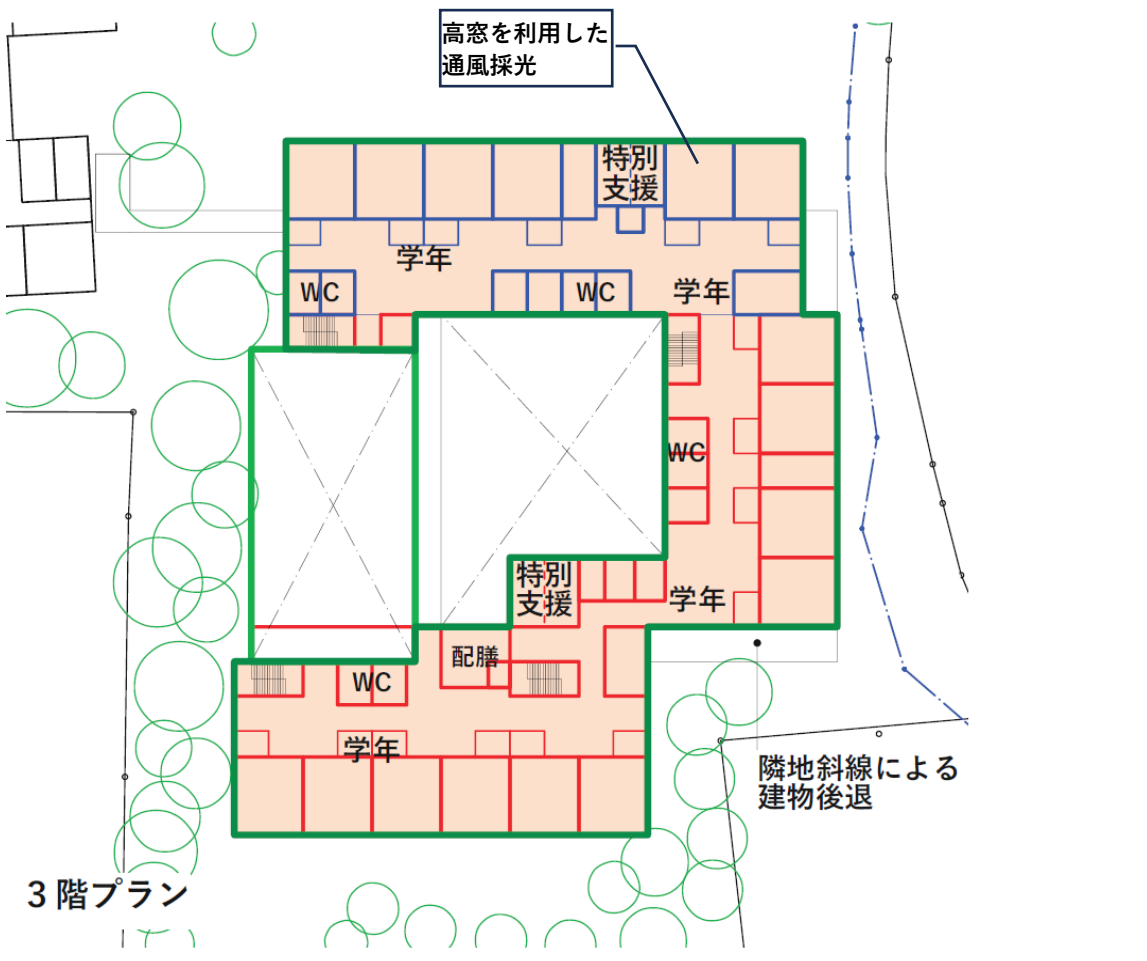 高窓を利用した
通風採光
特別
支援
学年
WC
WC
学年
WC
特別
支援
学年
配膳
WC
学年
隣地斜線による
建物後退
3階プラン